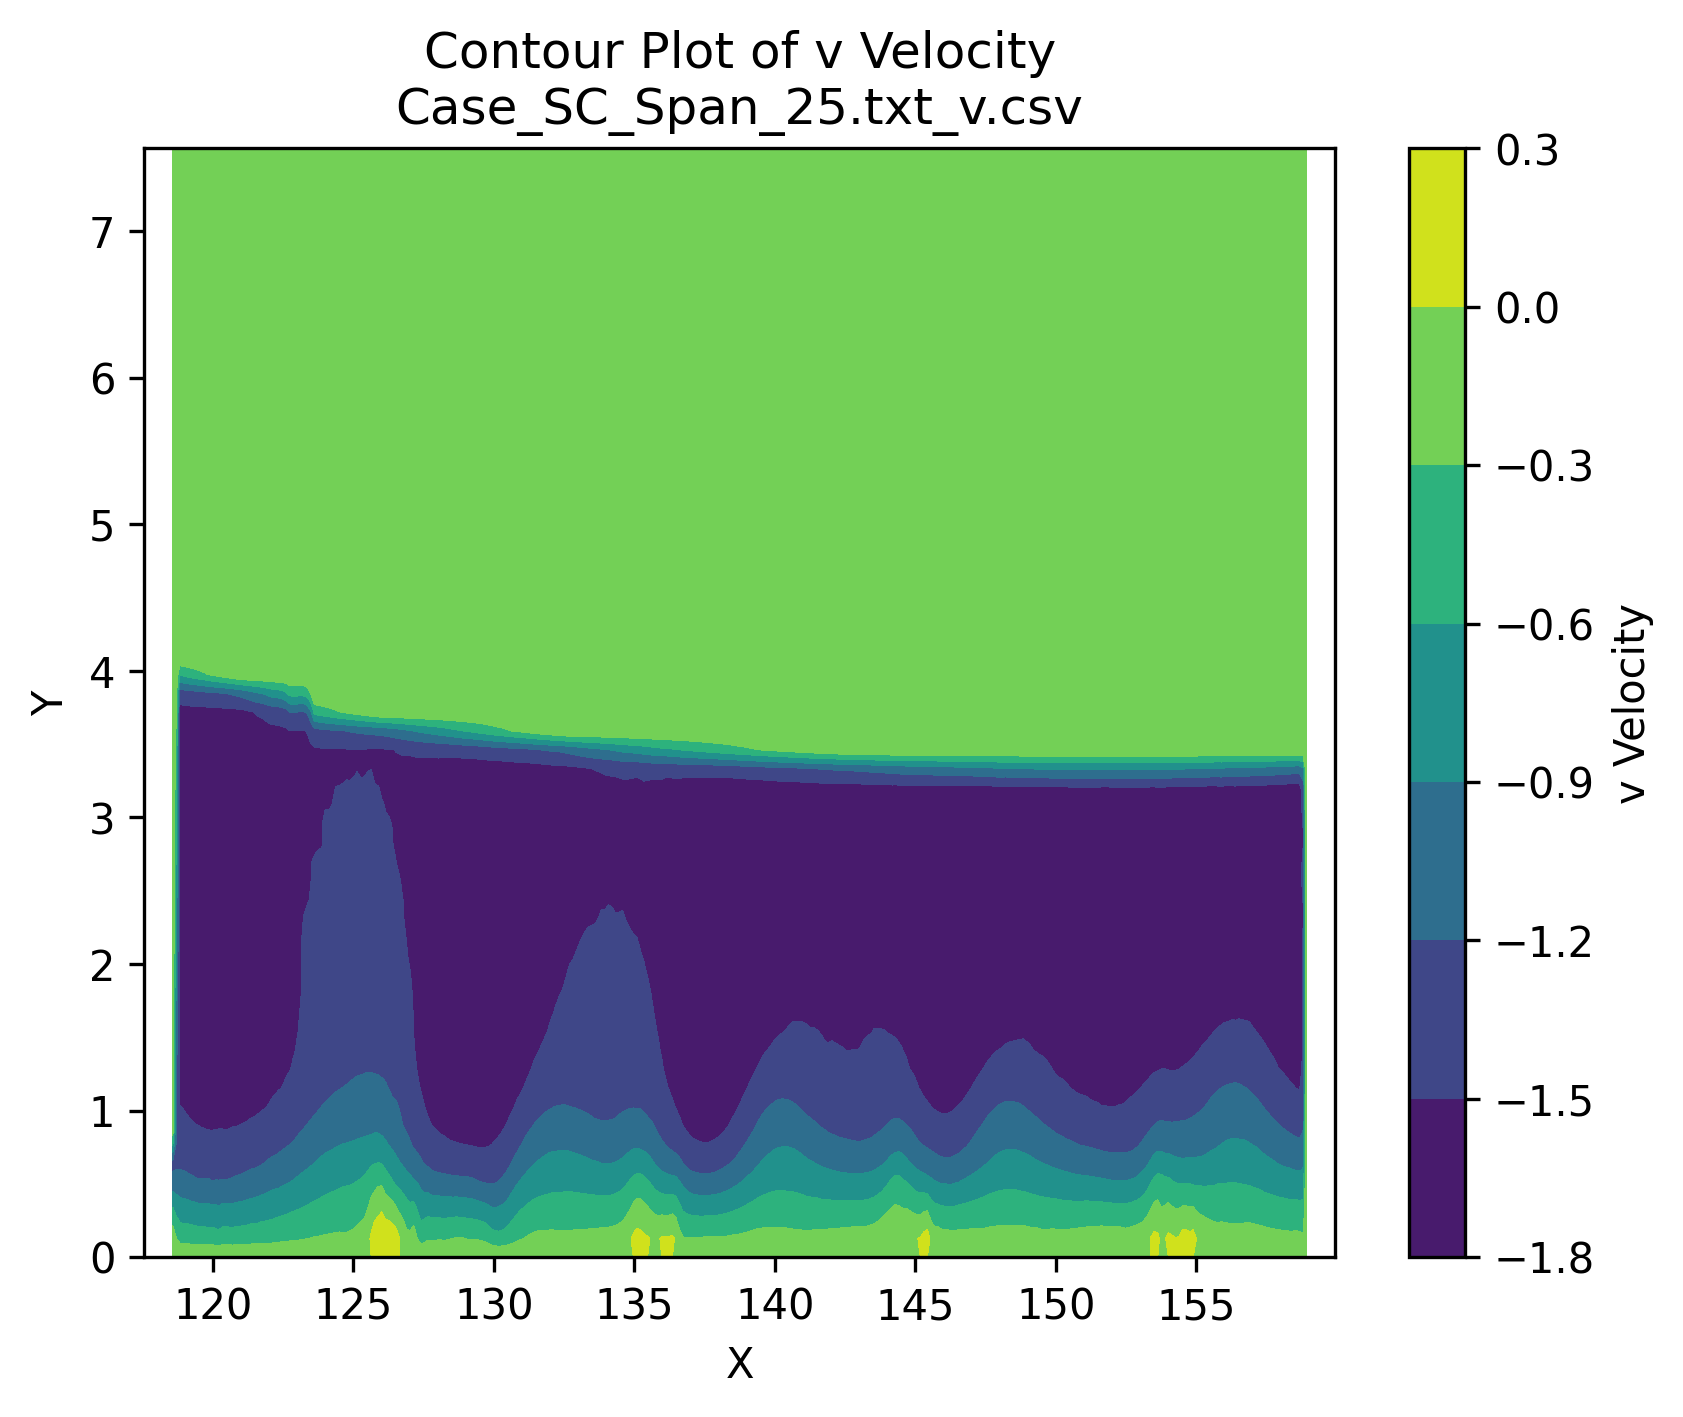 Contour Plot of v Velocity
Case_SC_Span_25.txt_v.csv
Y
7
6
5
4
3
2
1
0
120 125 130 135 140 145 150 155
X
0.3
0.0
−0.3
−0.6
−0.9
−1.2
−1.5
−1.8
v Velocity